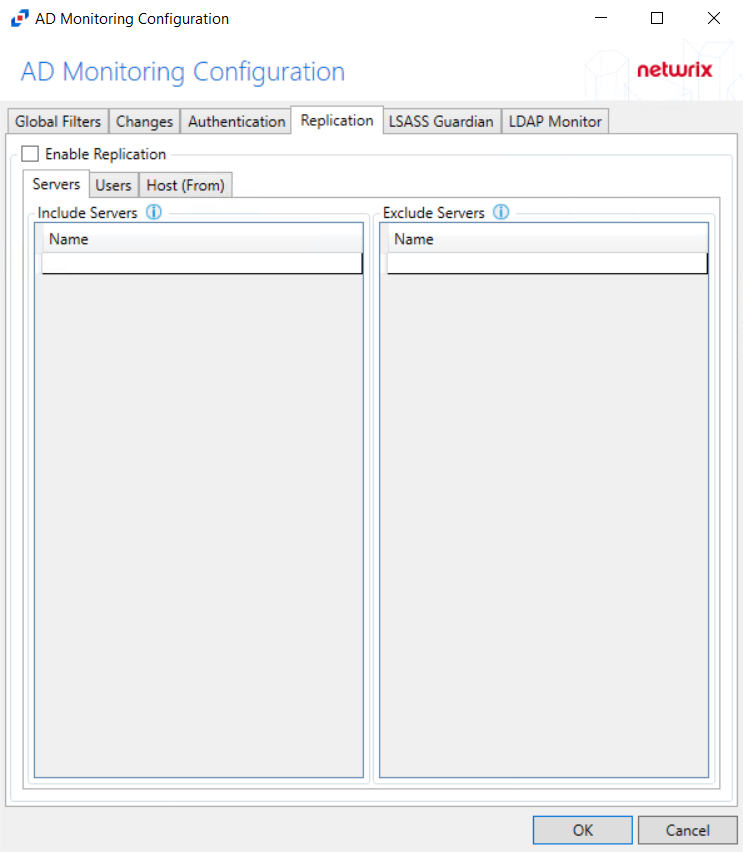 AD Monitoring Configuration
AD Monitoring Configuration
netwrix
Global Filters Changes Authentication Replication LSASS Guardian LDAP Monitor
Enable Replication
Servers Users Host (From)
Include Servers Exclude Servers
Name Name
OK Cancel